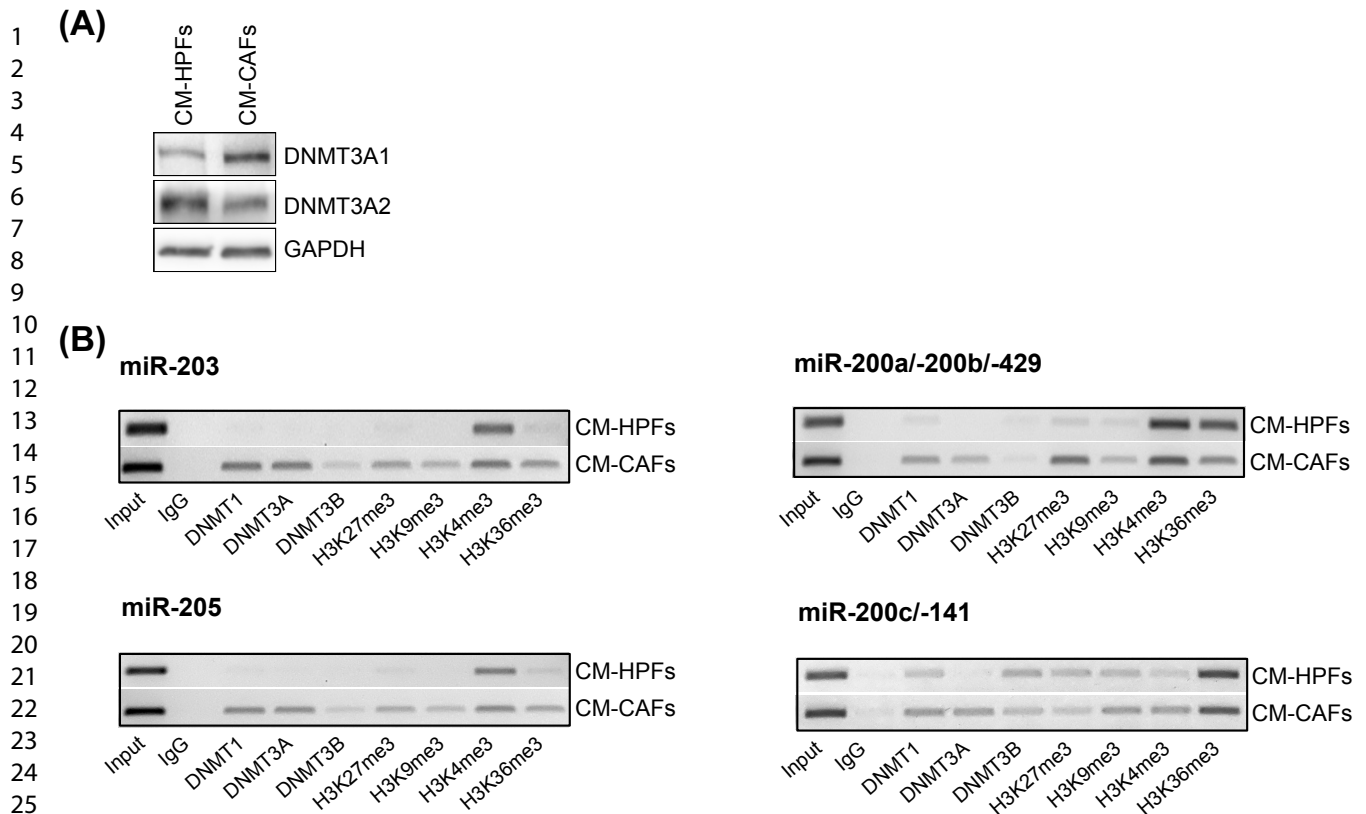 1
2
3
4
5
6
7
8
9
10
11
12
13
14
15
16
17
18
19
20
21
22
23
24
25
(A)
CM-HPFs
CM-CAFs
DNMT3A1
DNMT3A2
GAPDH
(B)
miR-203
CM-HPFs
CM-CAFs
Input IgG DNMT1 DNMT3A DNMT3B H3K27me3 H3K9me3 H3K4me3 H3K36me3
miR-200a/-200b/-429
CM-HPFs
CM-CAFs
Input IgG DNMT1 DNMT3A DNMT3B H3K27me3 H3K9me3 H3K4me3 H3K36me3
miR-205
CM-HPFs
CM-CAFs
Input IgG DNMT1 DNMT3A DNMT3B H3K27me3 H3K9me3 H3K4me3 H3K36me3
miR-200c/-141
CM-HPFs
CM-CAFs
Input IgG DNMT1 DNMT3A DNMT3B H3K27me3 H3K9me3 H3K4me3 H3K36me3